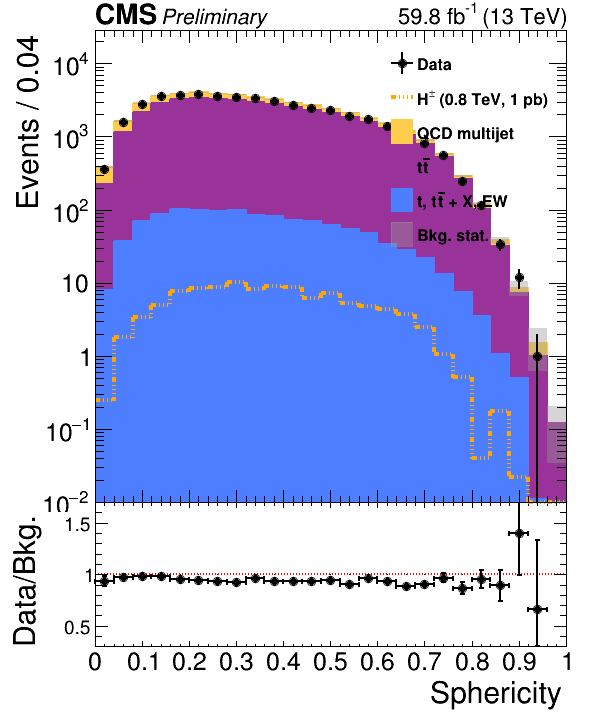 CMS Preliminary 59.8 fb⁻¹ (13 TeV)
Events / 0.04
10⁴
10³
10²
10
1
10⁻¹
10⁻²
Data
H± (0.8 TeV, 1 pb)
QCD multijet
tt̄
t, tt̄ + X, EW
Bkg. stat.
Data/Bkg.
1.5
1
0.5
0 0.1 0.2 0.3 0.4 0.5 0.6 0.7 0.8 0.9 1
Sphericity